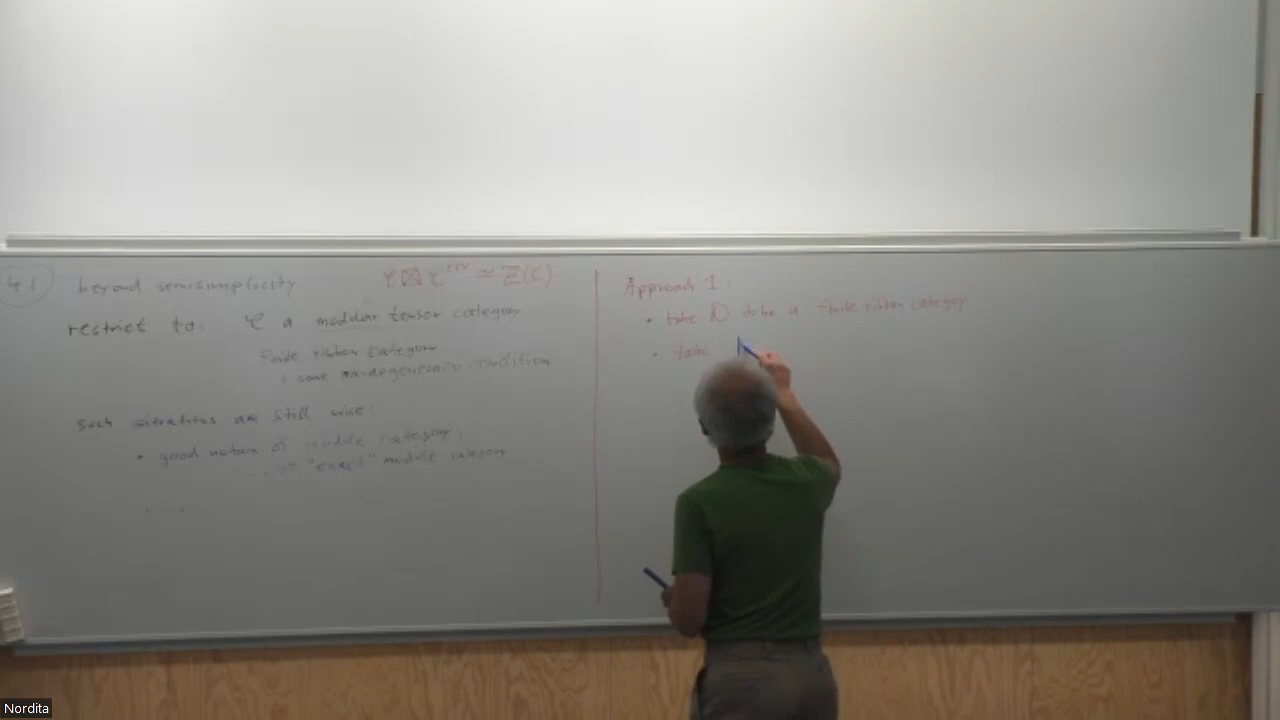 4.1 beyond semisimplicity
C ⊠ C^rev ≃ Z(C)
restrict to: C a modular tensor category
finite ribbon category
+ some non-degeneracy condition
such situations are still nice:
• good notion of module category,
of "exact" module category
.....
Approach 1:
• take D to be a finite ribbon category
• take
Nordita